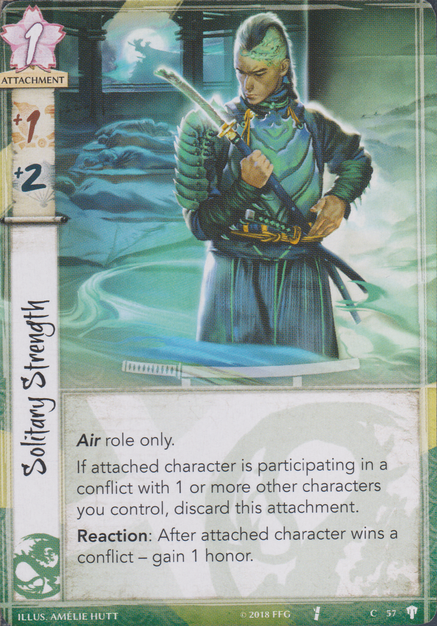 1
ATTACHMENT
+1
+2
Solitary Strength
Air role only.
If attached character is participating in a
conflict with 1 or more other characters
you control, discard this attachment.
Reaction: After attached character wins a
conflict – gain 1 honor.
ILLUS. AMÉLIE HUTT
© 2018 FFG
C 57